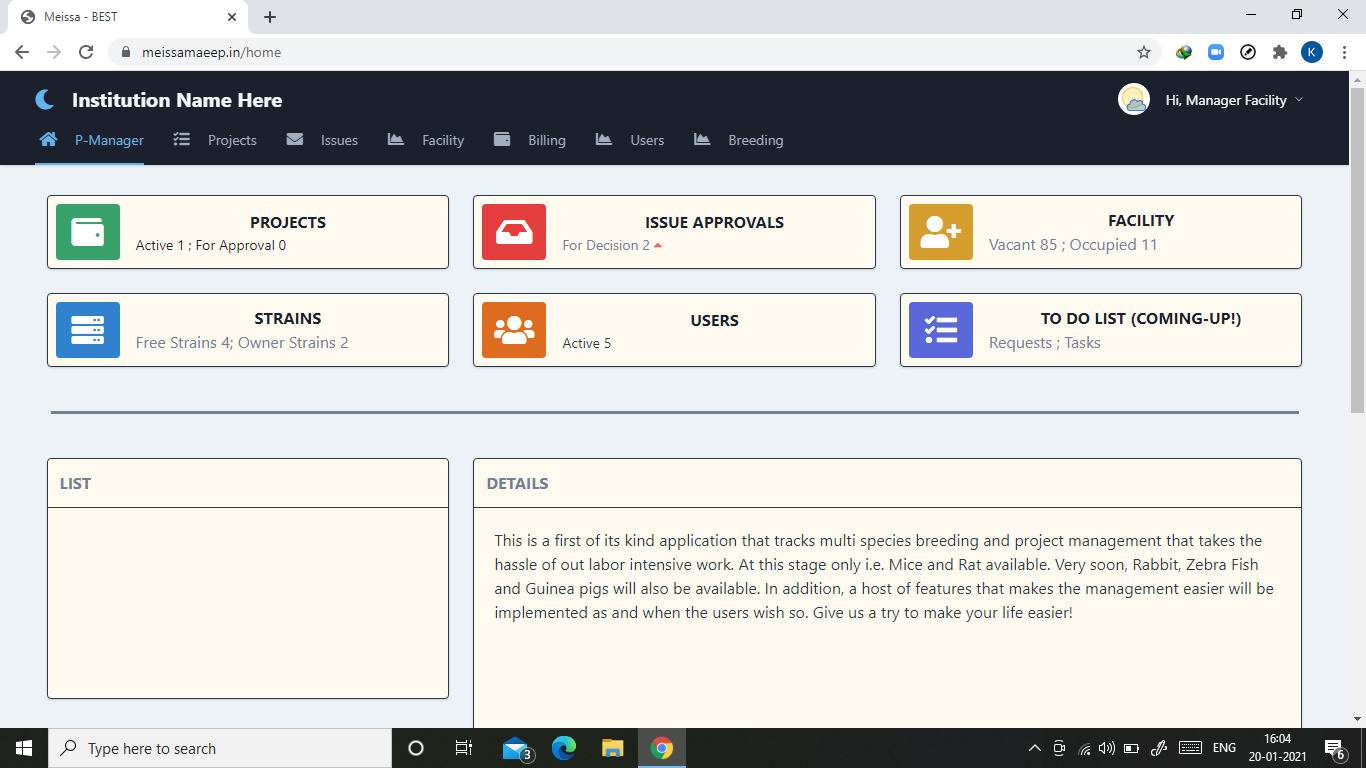 Meissa - BEST
meissamaeep.in/home
K
Institution Name Here
Hi, Manager Facility
P-Manager Projects Issues Facility Billing Users Breeding
PROJECTS
Active 1 ; For Approval 0
ISSUE APPROVALS
For Decision 2
FACILITY
Vacant 85 ; Occupied 11
STRAINS
Free Strains 4; Owner Strains 2
USERS
Active 5
TO DO LIST (COMING-UP!)
Requests ; Tasks
LIST
DETAILS
This is a first of its kind application that tracks multi species breeding and project management that takes the
hassle of out labor intensive work. At this stage only i.e. Mice and Rat available. Very soon, Rabbit, Zebra Fish
and Guinea pigs will also be available. In addition, a host of features that makes the management easier will be
implemented as and when the users wish so. Give us a try to make your life easier!
Type here to search
3
ENG
16:04
20-01-2021
6